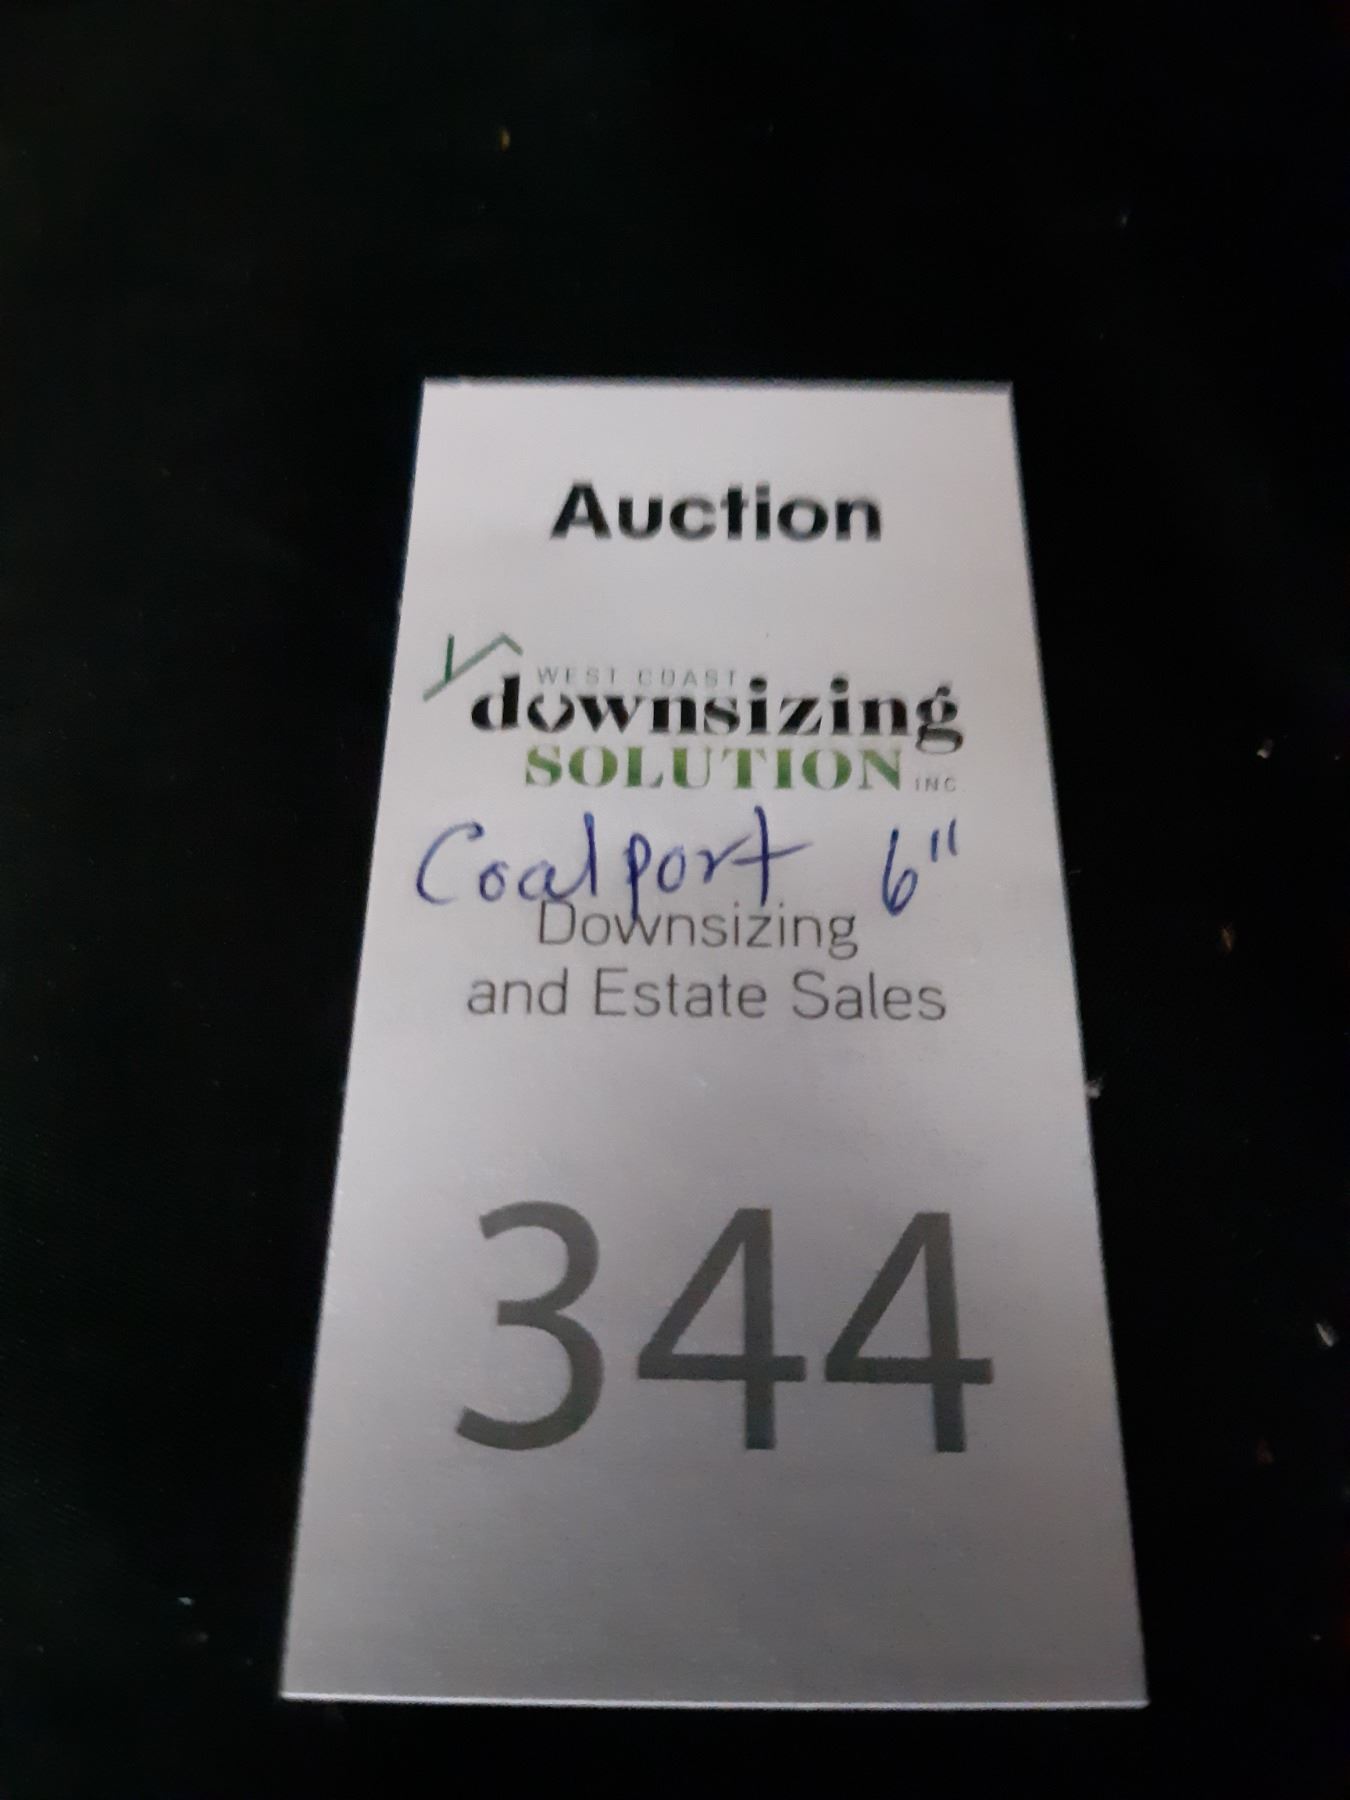 Auction
WEST COAST
downsizing
SOLUTION INC.
Coalport 6"
Downsizing
and Estate Sales
344